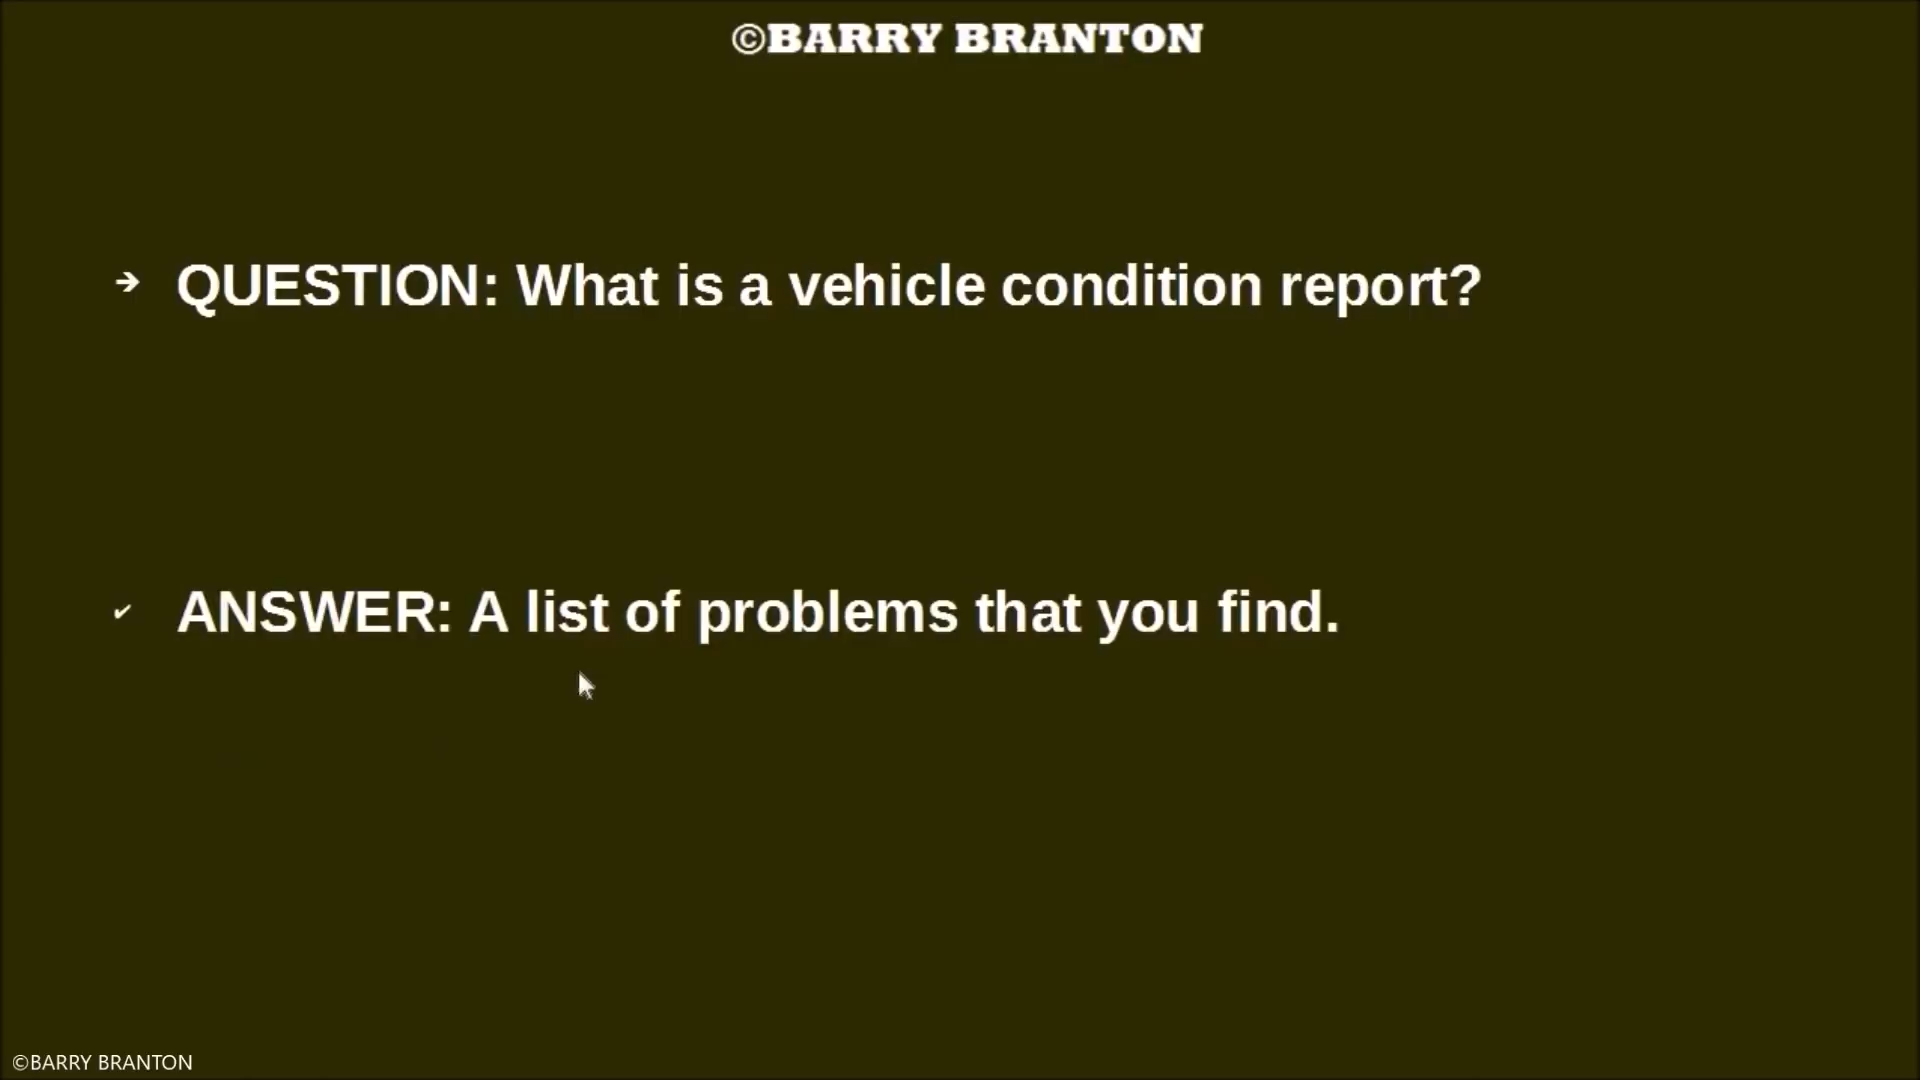 ©BARRY BRANTON
→ QUESTION: What is a vehicle condition report?
✓ ANSWER: A list of problems that you find.
©BARRY BRANTON